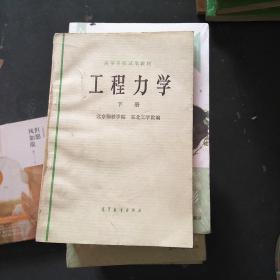 高等学校试用教材
工程力学
下册
北京钢铁学院 东北工学院编
高等教育出版社